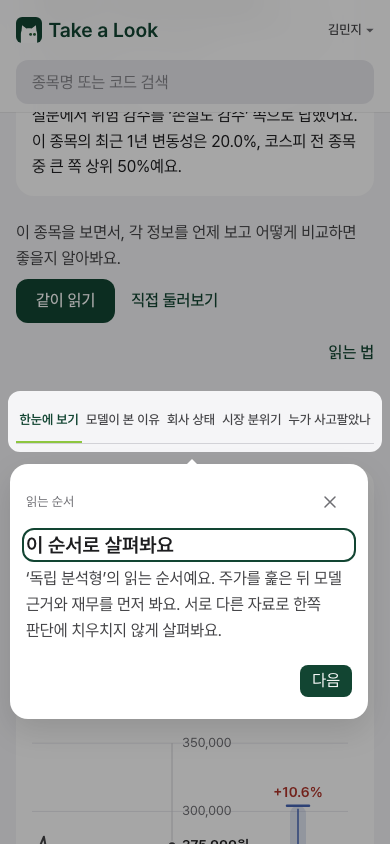 Take a Look
김민지
종목명 또는 코드 검색
질문에서 위험 감수를 '손실도 감수' 쪽으로 답했어요.
이 종목의 최근 1년 변동성은 20.0%, 코스피 전 종목
중 큰 쪽 상위 50%예요.
이 종목을 보면서, 각 정보를 언제 보고 어떻게 비교하면
좋을지 알아봐요.
같이 읽기
직접 둘러보기
읽는 법
한눈에 보기
모델이 본 이유
회사 상태
시장 분위기
누가 사고팔았나
읽는 순서
이 순서로 살펴봐요
'독립 분석형'의 읽는 순서예요. 주가를 훑은 뒤 모델
근거와 재무를 먼저 봐요. 서로 다른 자료로 한쪽
판단에 치우치지 않게 살펴봐요.
다음
350,000
+10.6%
300,000